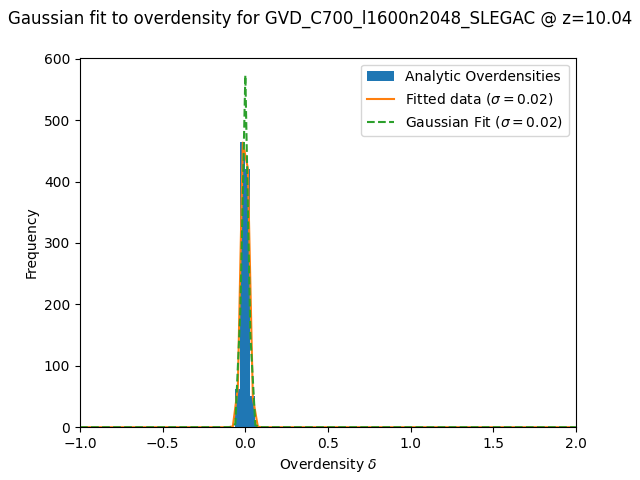 Gaussian fit to overdensity for GVD_C700_l1600n2048_SLEGAC @ z=10.04
Analytic Overdensities
Fitted data (σ = 0.02)
Gaussian Fit (σ = 0.02)
600
500
400
300
200
100
0
Frequency
−1.0 −0.5 0.0 0.5 1.0 1.5 2.0
Overdensity δ